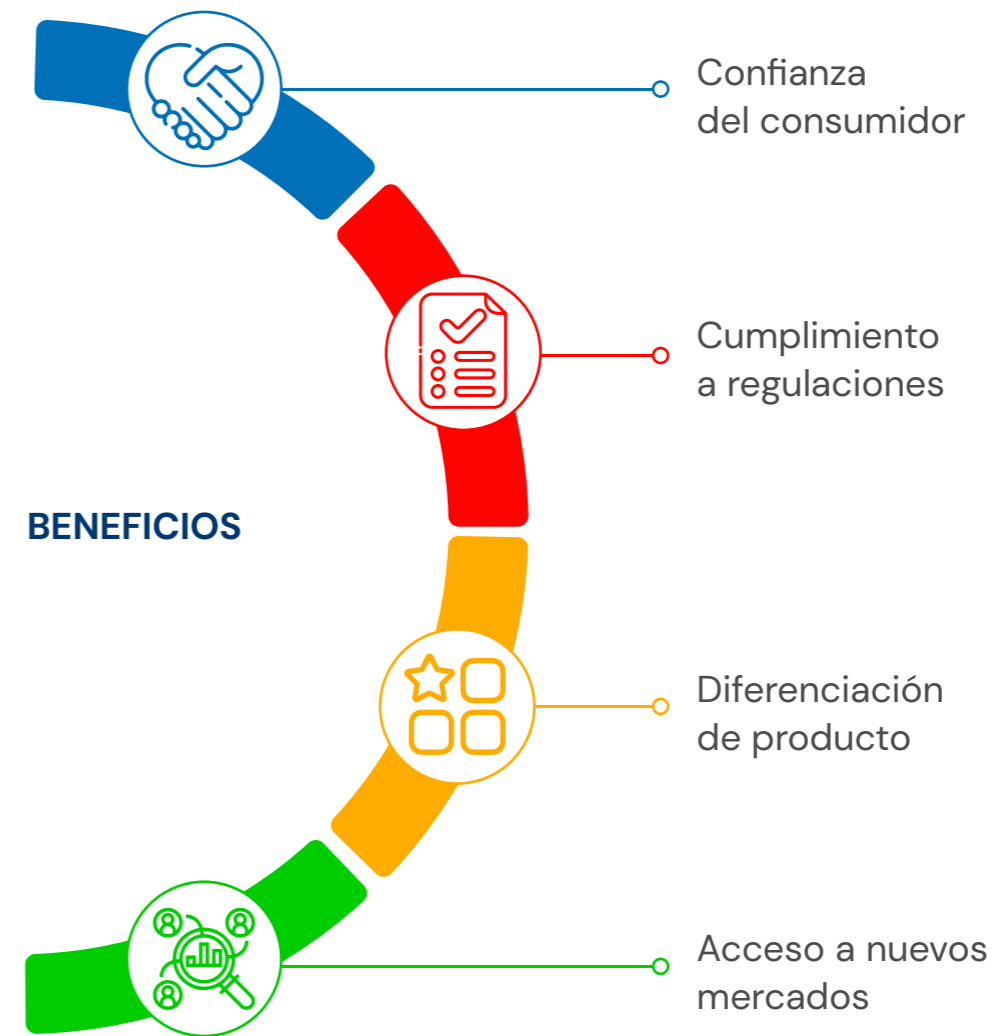 Confianza
del consumidor
Cumplimiento
a regulaciones
BENEFICIOS
Diferenciación
de producto
Acceso a nuevos
mercados